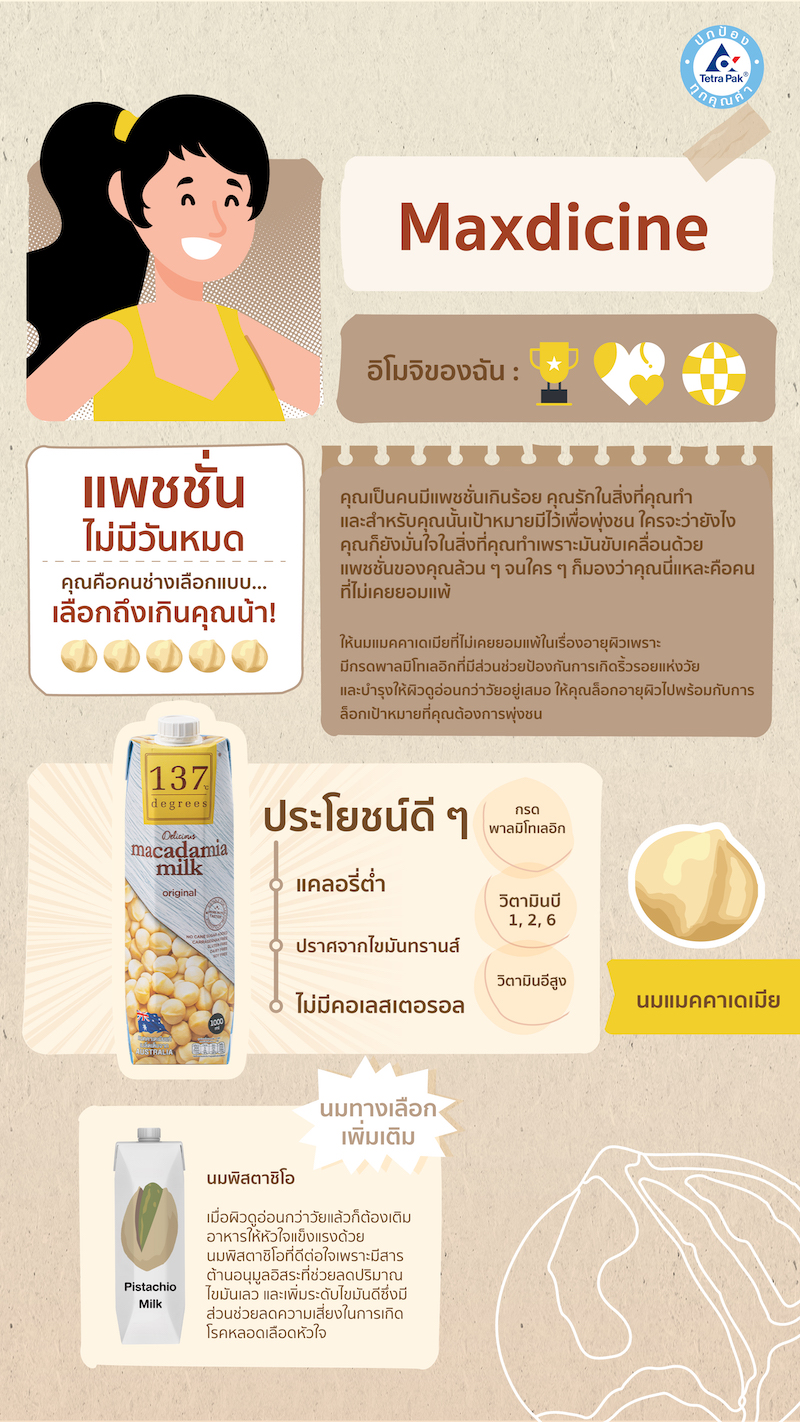 ปกป้อง
Tetra Pak®
ทุกคุณค่า
Maxdicine
อิโมจิของฉัน :
แพชชั่น
ไม่มีวันหมด
คุณคือคนช่างเลือกแบบ...
เลือกถึงเกินคุณน้า!
คุณเป็นคนมีแพชชั่นเกินร้อย คุณรักในสิ่งที่คุณทำ
และสำหรับคุณนั้นเป้าหมายมีไว้เพื่อพุ่งชน ใครจะว่ายังไง
คุณก็ยังมั่นใจในสิ่งที่คุณทำเพราะมันขับเคลื่อนด้วย
แพชชั่นของคุณล้วน ๆ จนใคร ๆ ก็มองว่าคุณนี่แหละคือคน
ที่ไม่เคยยอมแพ้
ให้นมแมคคาเดเมียที่ไม่เคยยอมแพ้ในเรื่องอายุผิวเพราะ
มีกรดพาลมิโทเลอิกที่มีส่วนช่วยป้องกันการเกิดริ้วรอยแห่งวัย
และบำรุงให้ผิวดูอ่อนกว่าวัยอยู่เสมอ ให้คุณล็อกอายุผิวไปพร้อมกับการ
ล็อกเป้าหมายที่คุณต้องการพุ่งชน
137°c
degrees
Delicious
macadamia
milk
original
NO CANE SUGAR ADDED
CARRAGEENAN FREE
GLUTEN FREE
DAIRY FREE
SOY FREE
1000
ml
AUSTRALIA
ประโยชน์ดี ๆ
แคลอรี่ต่ำ
ปราศจากไขมันทรานส์
ไม่มีคอเลสเตอรอล
กรด
พาลมิโทเลอิก
วิตามินบี
1, 2, 6
วิตามินอีสูง
นมแมคคาเดเมีย
นมทางเลือก
เพิ่มเติม
Pistachio
Milk
นมพิสตาชิโอ
เมื่อผิวดูอ่อนกว่าวัยแล้วก็ต้องเติม
อาหารให้หัวใจแข็งแรงด้วย
นมพิสตาชิโอที่ดีต่อใจเพราะมีสาร
ต้านอนุมูลอิสระที่ช่วยลดปริมาณ
ไขมันเลว และเพิ่มระดับไขมันดีซึ่งมี
ส่วนช่วยลดความเสี่ยงในการเกิด
โรคหลอดเลือดหัวใจ